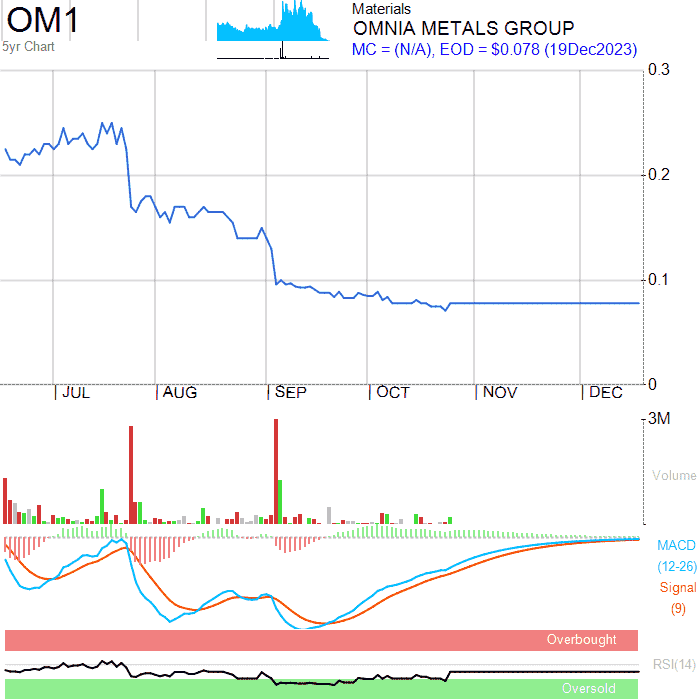 OM1
5yr Chart
Materials
OMNIA METALS GROUP
MC = (N/A), EOD = $0.078 (19Dec2023)
0.3
0.2
0.1
0
JUL AUG SEP OCT NOV DEC
3M
Volume
MACD
(12-26)
Signal
(9)
Overbought
RSI(14)
Oversold